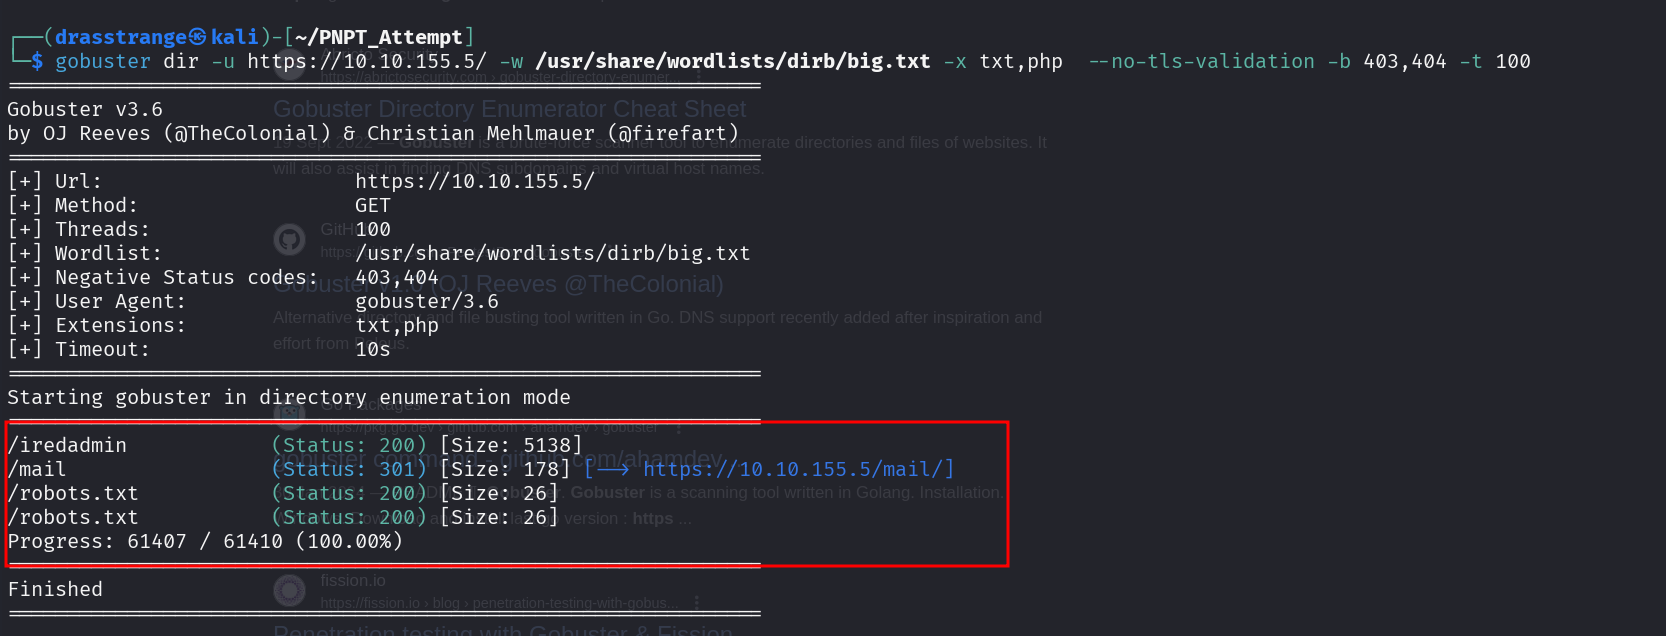 ┌──(drasstrange㉿kali)-[~/PNPT_Attempt]
└─$ gobuster dir -u https://10.10.155.5/ -w /usr/share/wordlists/dirb/big.txt -x txt,php  --no-tls-validation -b 403,404 -t 100
===============================================================
Gobuster v3.6
by OJ Reeves (@TheColonial) & Christian Mehlmauer (@firefart)
===============================================================
[+] Url:                     https://10.10.155.5/
[+] Method:                  GET
[+] Threads:                 100
[+] Wordlist:                /usr/share/wordlists/dirb/big.txt
[+] Negative Status codes:   403,404
[+] User Agent:              gobuster/3.6
[+] Extensions:              txt,php
[+] Timeout:                 10s
===============================================================
Starting gobuster in directory enumeration mode
===============================================================
/iredadmin            (Status: 200) [Size: 5138]
/mail                 (Status: 301) [Size: 178] [--> https://10.10.155.5/mail/]
/robots.txt           (Status: 200) [Size: 26]
/robots.txt           (Status: 200) [Size: 26]
Progress: 61407 / 61410 (100.00%)
===============================================================
Finished
===============================================================
https://abrictosecurity.com › gobuster-directory-enumer...
Gobuster Directory Enumerator Cheat Sheet
19 Sept 2022 — Gobuster is a brute-force scanner tool to enumerate directories and files of websites. It
will also assist in finding DNS subdomains and virtual host names.
(OJ Reeves @TheColonial)
Alternative directory and file busting tool written in Go. DNS support recently added after inspiration and
effort from
Go Packages
https://pkg.go.dev › github.com › ahamdev › gobuster
gobuster command - github.com/ahamdev
Gobuster is a scanning tool written in Golang. Installation.
version : https ...
fission.io
https://fission.io › blog › penetration-testing-with-gobus...
Penetration testing with Gobuster & Fission